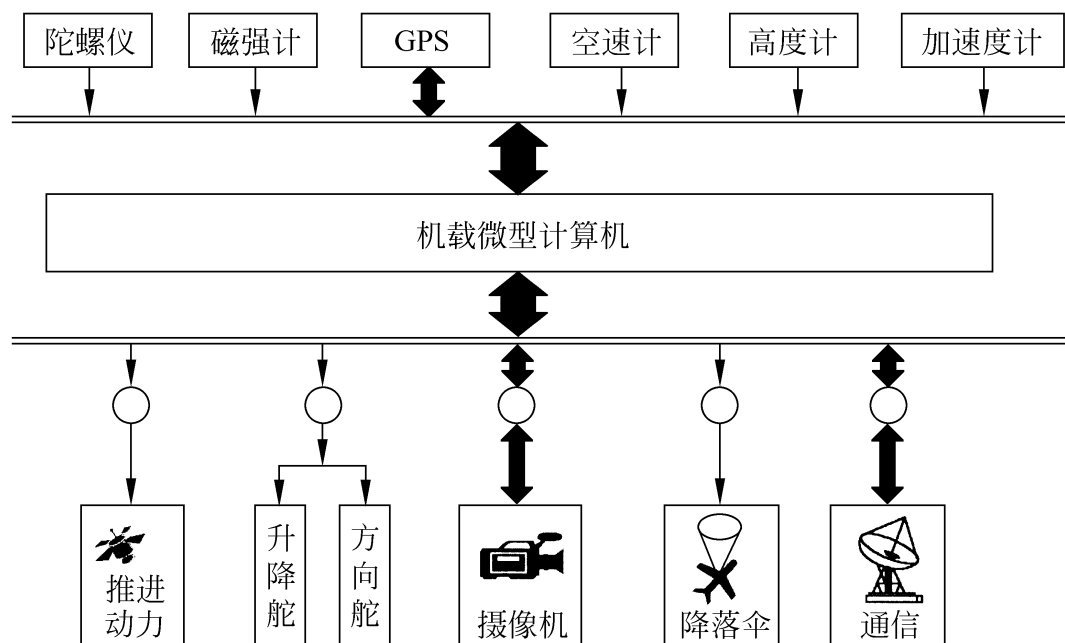 陀螺仪
磁强计
GPS
空速计
高度计
加速度计
机载微型计算机
推进
动力
升降舵
方向舵
摄像机
降落伞
通信